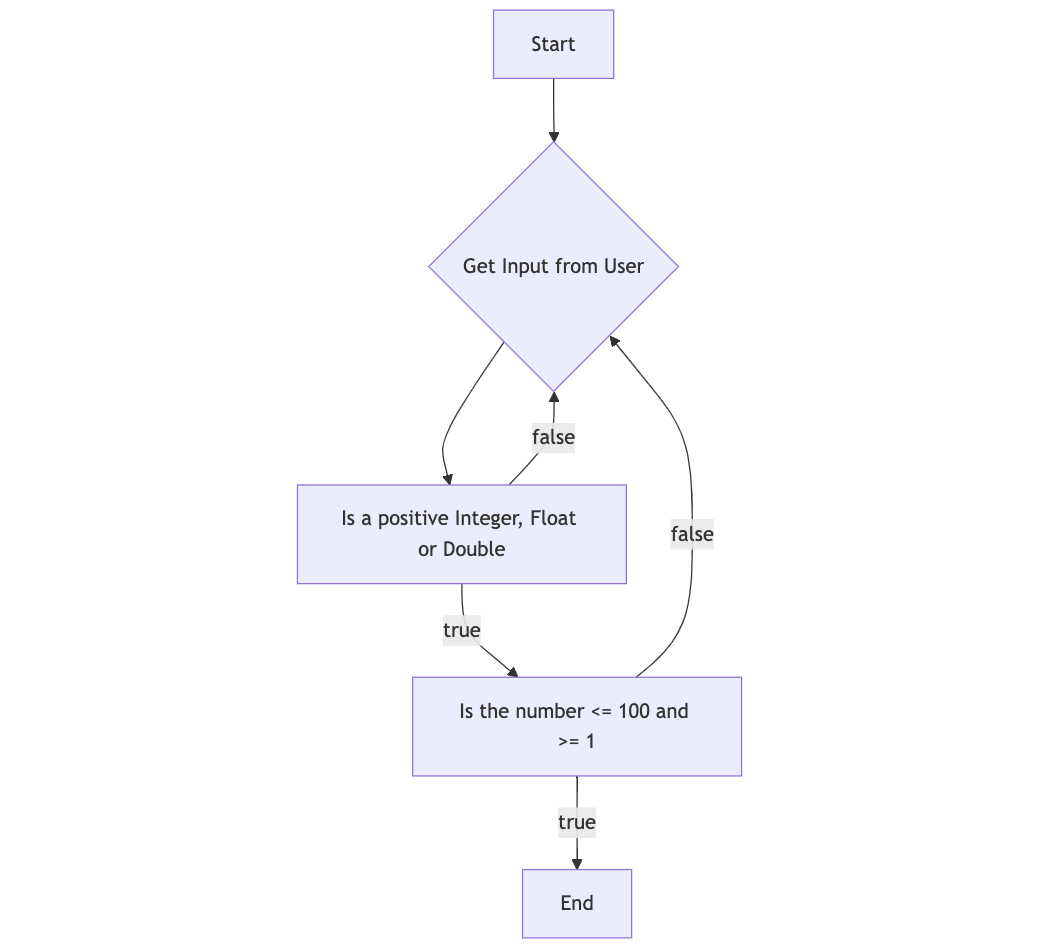 Start
Get Input from User
false
Is a positive Integer, Float
or Double
false
true
Is the number <= 100 and
>= 1
true
End